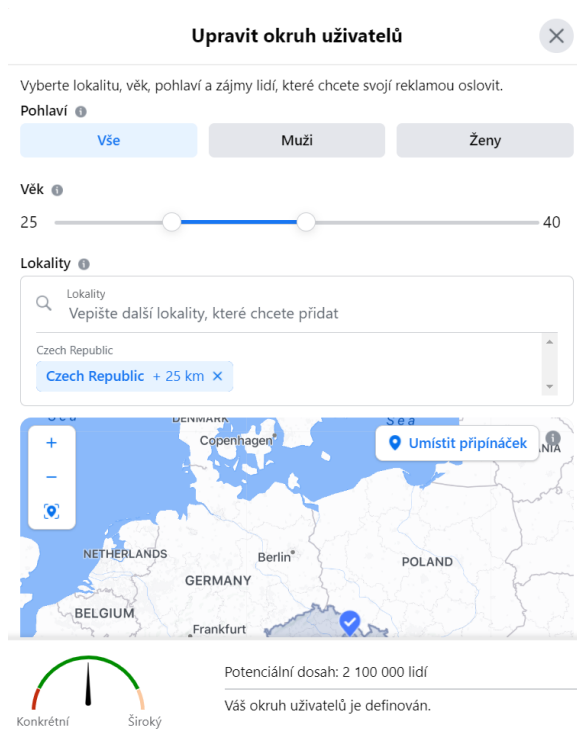 Upravit okruh uživatelů
Vyberte lokalitu, věk, pohlaví a zájmy lidí, které chcete svojí reklamou oslovit.
Pohlaví
Vše
Muži
Ženy
Věk
25
40
Lokality
Lokality
Vepište další lokality, které chcete přidat
Czech Republic
Czech Republic + 25 km
DENMARK
Sea
Copenhagen
Umístit připínáček
NETHERLANDS
Berlin
POLAND
GERMANY
BELGIUM
Frankfurt
Potenciální dosah: 2 100 000 lidí
Váš okruh uživatelů je definován.
Konkrétní
Široký